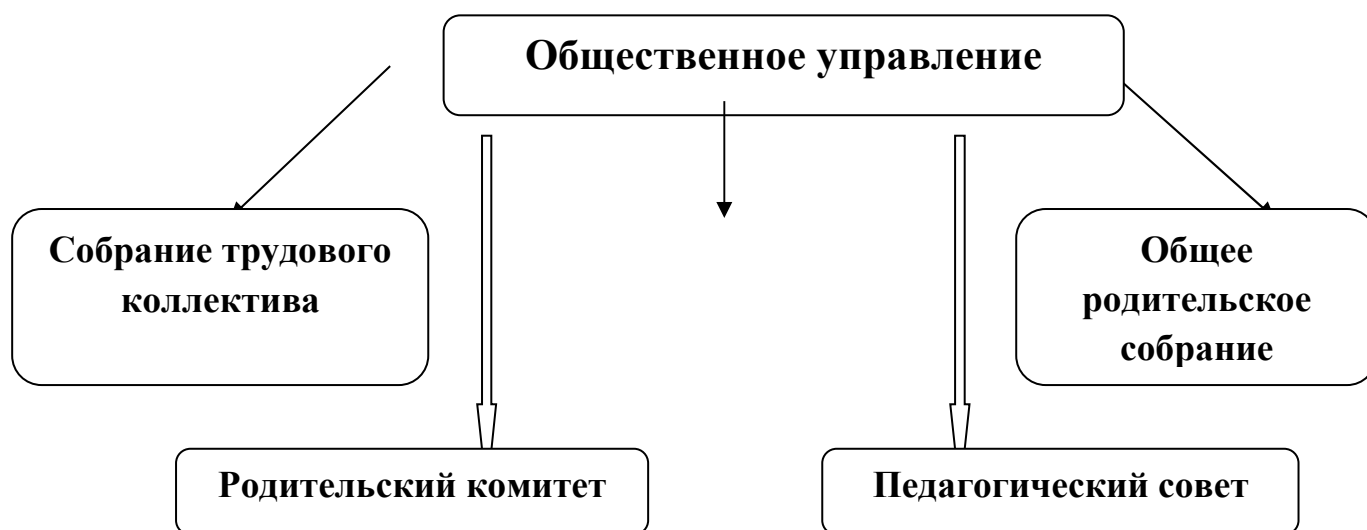 Общественное управление
Собрание трудового
коллектива
Общее
родительское
собрание
Родительский комитет
Педагогический совет